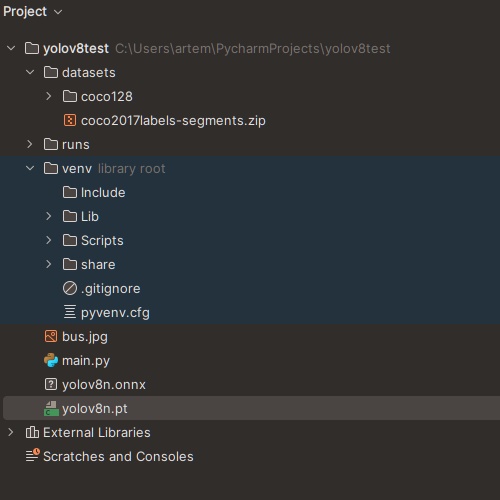 Project
yolov8test C:\Users\artem\PycharmProjects\yolov8test
datasets
coco128
coco2017labels-segments.zip
runs
venv library root
Include
Lib
Scripts
share
.gitignore
pyvenv.cfg
bus.jpg
main.py
yolov8n.onnx
yolov8n.pt
External Libraries
Scratches and Consoles